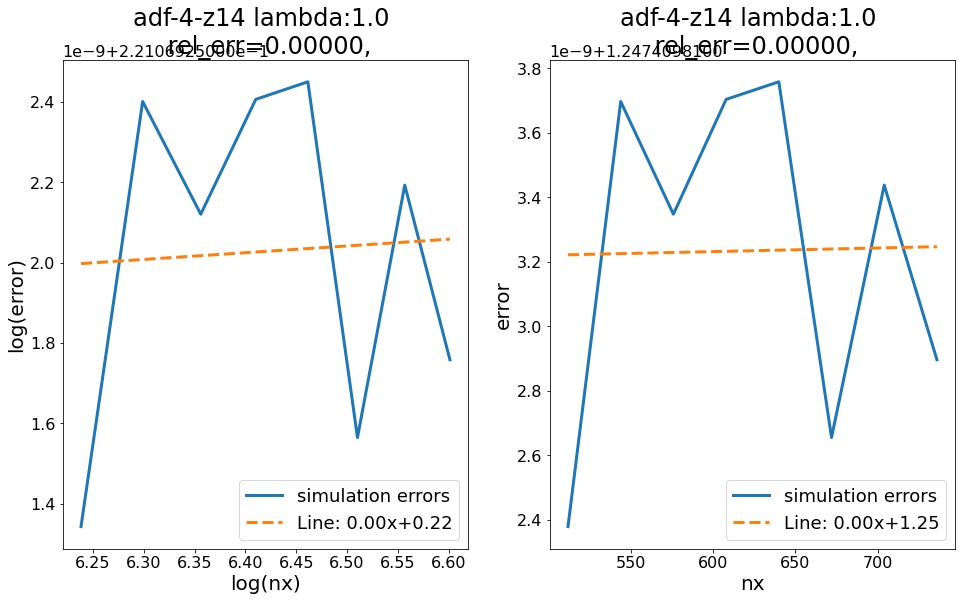 adf-4-z14 lambda:1.0
rel_err=0.00000,
1e−9+2.2106925000e−1
2.4
2.2
2.0
1.8
1.6
1.4
log(error)
simulation errors
Line: 0.00x+0.22
6.25 6.30 6.35 6.40 6.45 6.50 6.55 6.60
log(nx)
adf-4-z14 lambda:1.0
rel_err=0.00000,
1e−9+1.2474098100
3.8
3.6
3.4
3.2
3.0
2.8
2.6
2.4
error
simulation errors
Line: 0.00x+1.25
550 600 650 700
nx